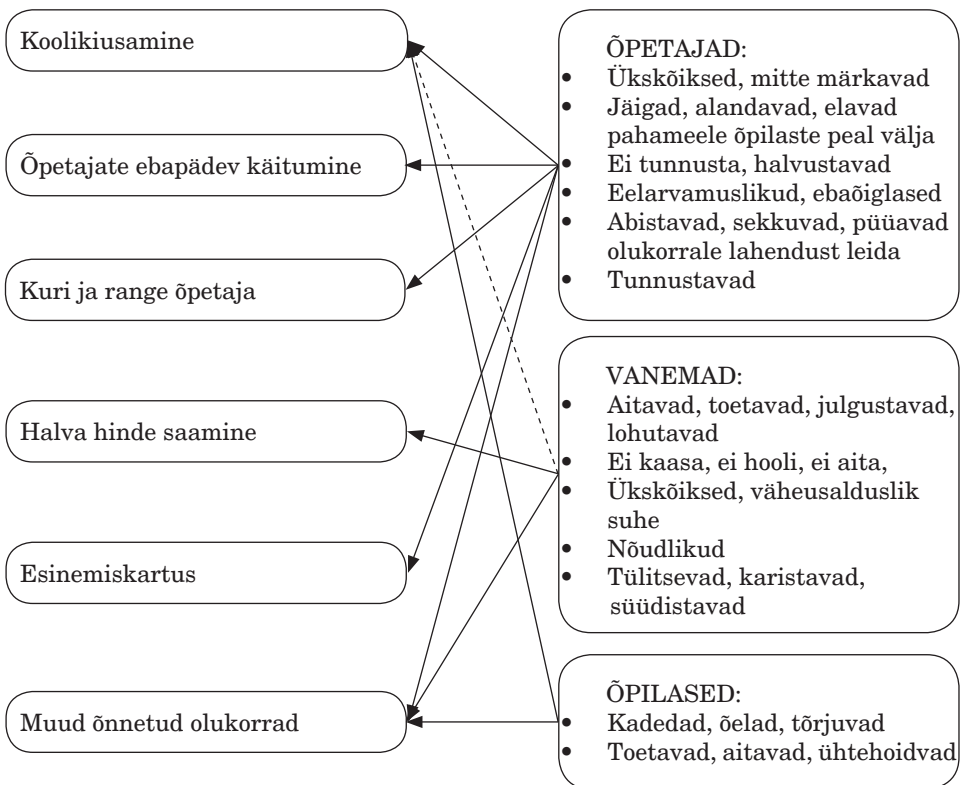 Koolikiusamine
Õpetajate ebapädev käitumine
Kuri ja range õpetaja
Halva hinde saamine
Esinemiskartus
Muud õnnetud olukorrad
ÕPETAJAD:
• Ükskõiksed, mitte märkavad
• Jäigad, alandavad, elavad
pahameele õpilaste peal välja
• Ei tunnusta, halvustavad
• Eelarvamuslikud, ebaõiglased
• Abistavad, sekkuvad, püüavad
olukorrale lahendust leida
• Tunnustavad
VANEMAD:
• Aitavad, toetavad, julgustavad,
lohutavad
• Ei kaasa, ei hooli, ei aita,
• Ükskõiksed, väheusalduslik
suhe
• Nõudlikud
• Tülitsevad, karistavad,
süüdistavad
ÕPILASED:
• Kadedad, õelad, tõrjuvad
• Toetavad, aitavad, ühtehoidvad